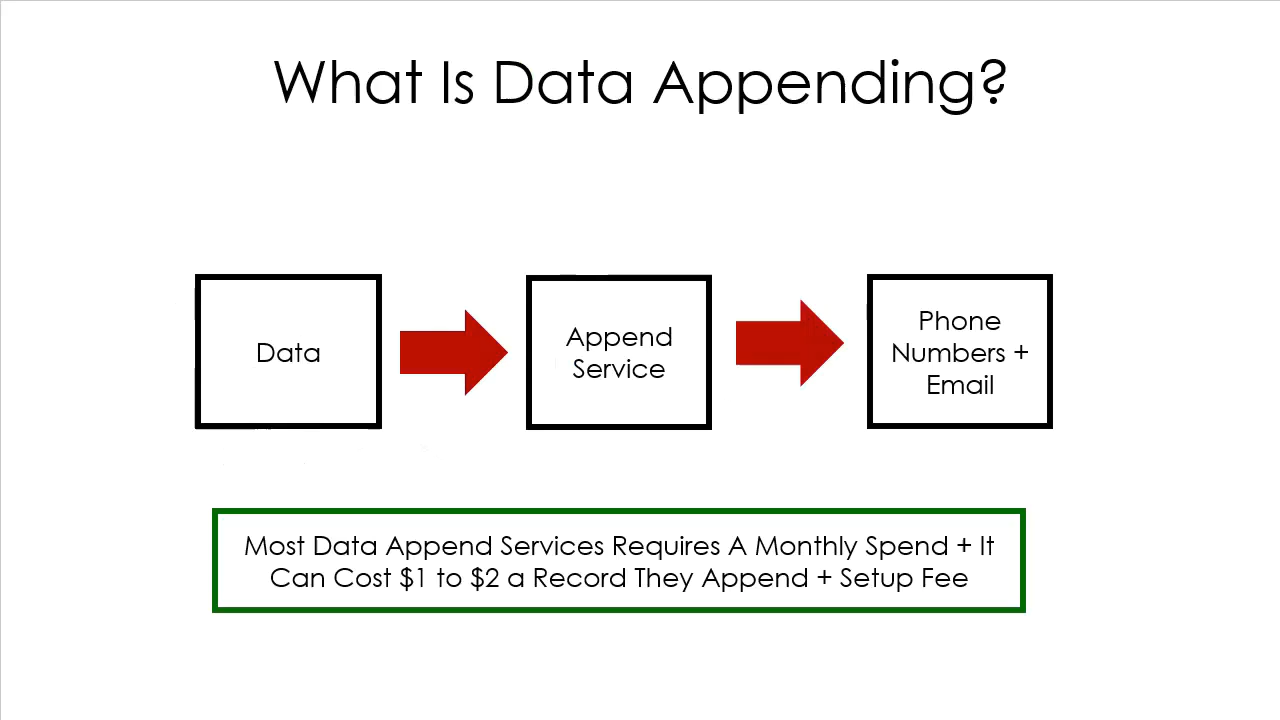 What Is Data Appending?
Data
Append
Service
Phone
Numbers +
Email
Most Data Append Services Requires A Monthly Spend + It
Can Cost $1 to $2 a Record They Append + Setup Fee